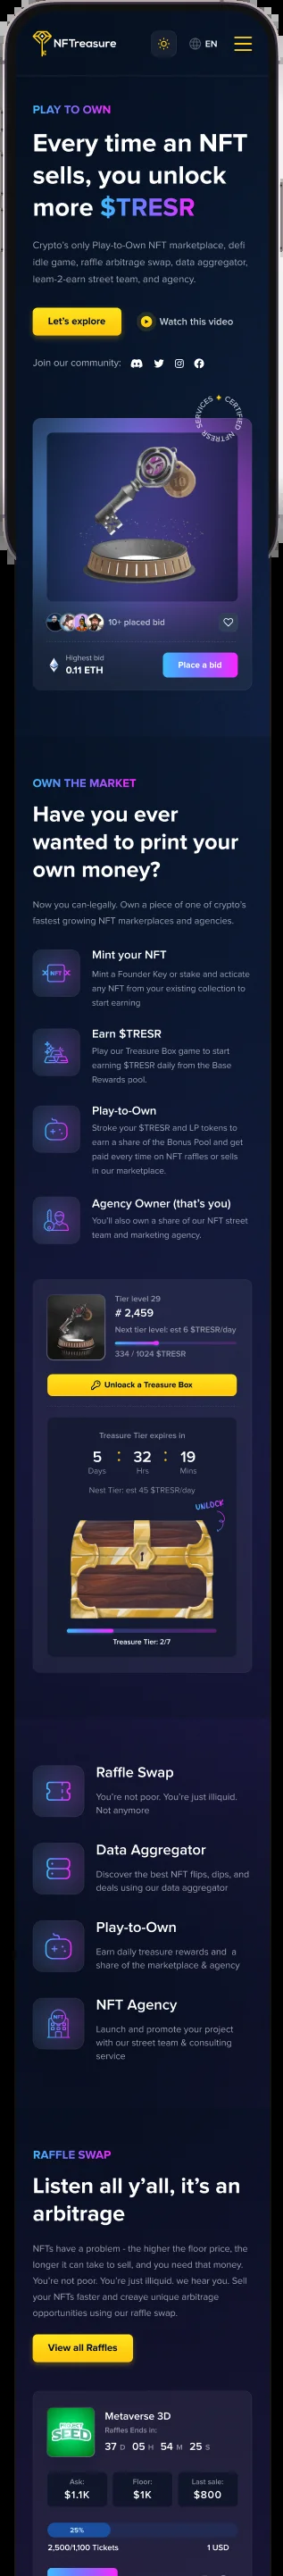 NFTreasure
EN
PLAY TO OWN
Every time an NFT
sells, you unlock
more $TRESR
Crypto's only Play-to-Own NFT marketplace, defi
idle game, raffle arbitrage swap, data aggregator,
learn-2-earn street team, and agency.
Let's explore
Watch this video
Join our community:
SERVICES ✦ CERTIFIED NFTRESR
10
10+ placed bid
Highest bid
0.11 ETH
Place a bid
OWN THE MARKET
Have you ever
wanted to print your
own money?
Now you can-legally. Own a piece of one of crypto's
fastest growing NFT markerplaces and agencies.
NFT
Mint your NFT
Mint a Founder Key or stake and acticate
any NFT from your existing collection to
start earning
Earn $TRESR
Play our Treasure Box game to start
earning $TRESR daily from the Base
Rewards pool.
Play-to-Own
Stroke your $TRESR and LP tokens to
earn a share of the Bonus Pool and get
paid every time on NFT raffles or sells
in our marketplace.
Agency Owner (that's you)
You'll also own a share of our NFT street
team and marketing agency.
Tier level 29
# 2,459
Next tier level: est 6 $TRESR/day
334 / 1024 $TRESR
Unloack a Treasure Box
Treasure Tier expires in
5 : 32 : 19
Days Hrs Mins
Nest Tier: est 45 $TRESR/day
UNLOCK
Treasure Tier: 2/7
Raffle Swap
You're not poor. You're just illiquid.
Not anymore
Data Aggregator
Discover the best NFT flips, dips, and
deals using our data aggregator
Play-to-Own
Earn daily treasure rewards and a
share of the marketplace & agency
NFT
NFT Agency
Launch and promote your project
with our street team & consulting
service
RAFFLE SWAP
Listen all y'all, it's an
arbitrage
NFTs have a problem - the higher the floor price, the
longer it can take to sell, and you need that money.
You're not poor. You're just illiquid. we hear you. Sell
your NFTs faster and creaye unique arbitrage
opportunities using our raffle swap.
View all Raffles
SEED
Metaverse 3D
Raffles Ends in:
37 D 05 H 54 M 25 S
Ask: Floor: Last sale:
$1.1K $1K $800
25%
2,500/1,100 Tickets 1 USD